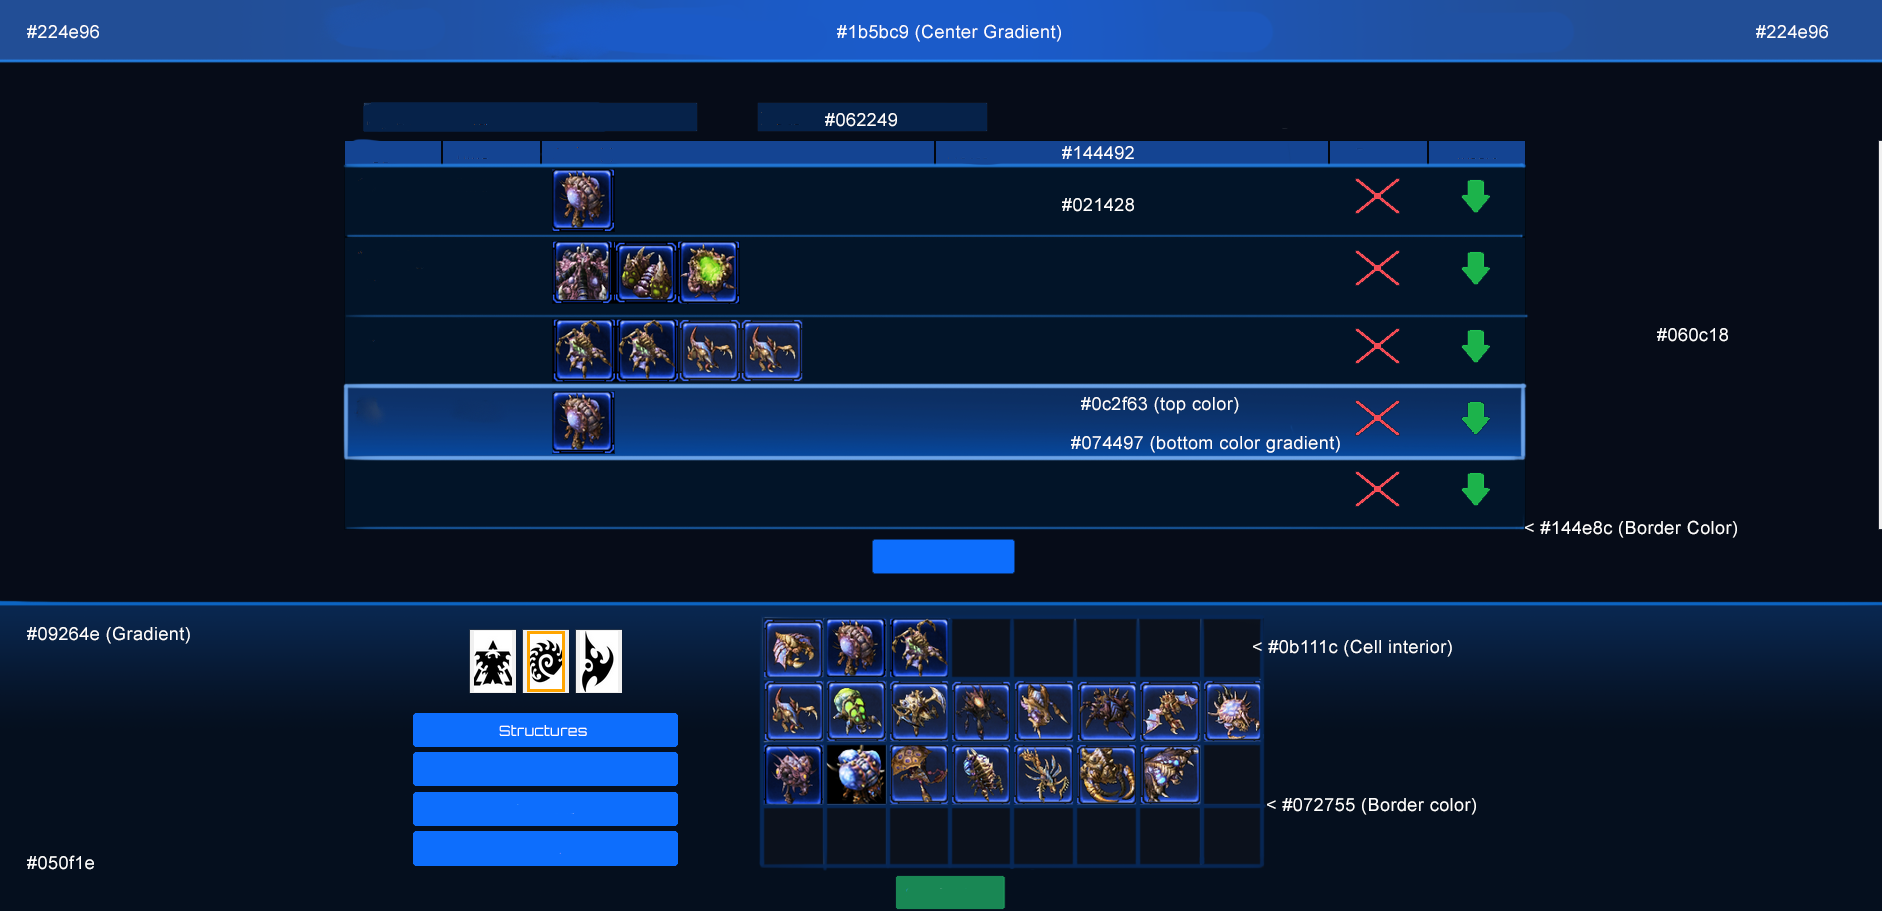 #224e96
#1b5bc9 (Center Gradient)
#224e96
#062249
#144492
#021428
#060c18
#0c2f63 (top color)
#074497 (bottom color gradient)
< #144e8c (Border Color)
#09264e (Gradient)
< #0b111c (Cell interior)
Structures
< #072755 (Border color)
#050f1e